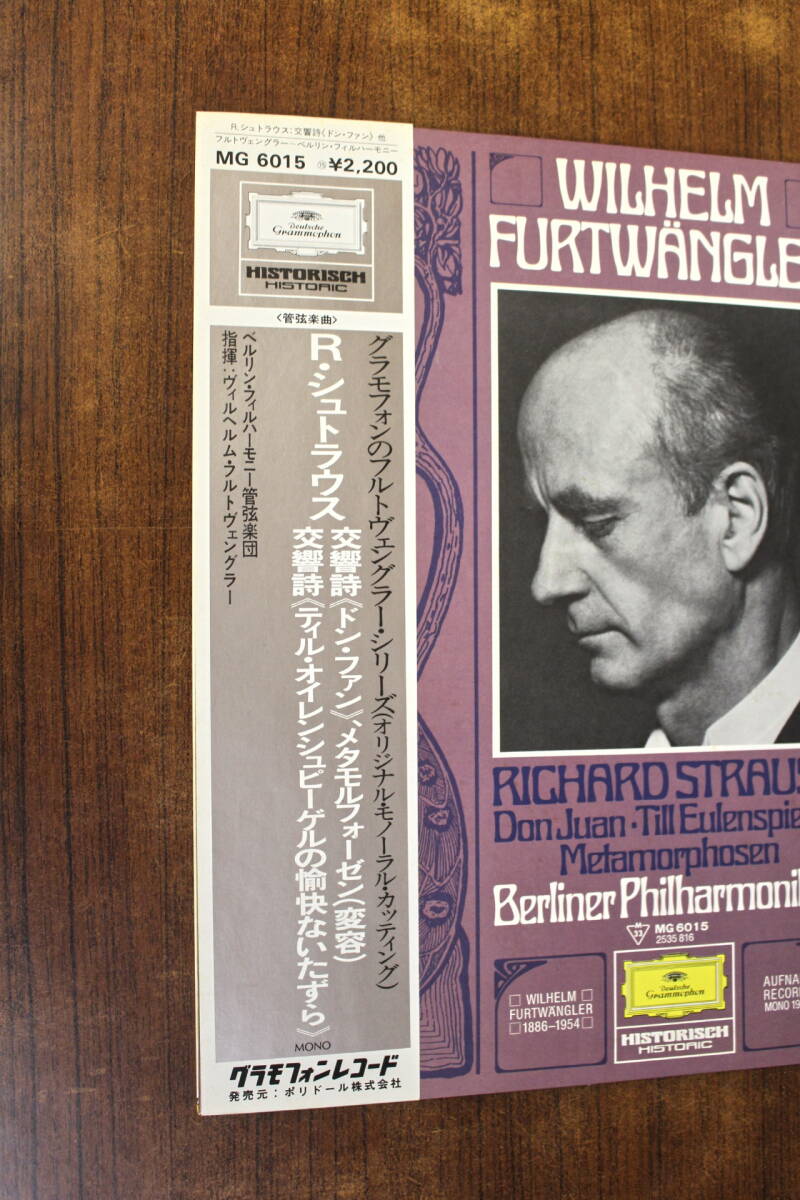 R.シュトラウス:交響詩《ドン・ファン》 他
フルトヴェングラー=ベルリン・フィルハーモニー
MG 6015 ⑮¥2,200
Deutsche
Grammophon
HISTORISCH
HISTORIC
〈管弦楽曲〉
グラモフォンのフルトヴェングラー・シリーズ(オリジナル・モノーラル・カッティング)
R・シュトラウス
交響詩《ドン・ファン》、メタモルフォーゼン(変容)
交響詩《ティル・オイレンシュピーゲルの愉快ないたずら》
ベルリン・フィルハーモニー管弦楽団
指揮:ヴィルヘルム・フルトヴェングラー
MONO
グラモフォンレコード
発売元:ポリドール株式会社
WILHELM
FURTWÄNGLE
RICHARD STRAUS
Don Juan·Till Eulenspie
Metamorphosen
Berliner Philharmonik
M
33
MG 6015
2535 816
WILHELM
FURTWÄNGLER
1886–1954
Deutsche
Grammophon
HISTORISCH
HISTORIC
AUFNA
RECOR
MONO 19